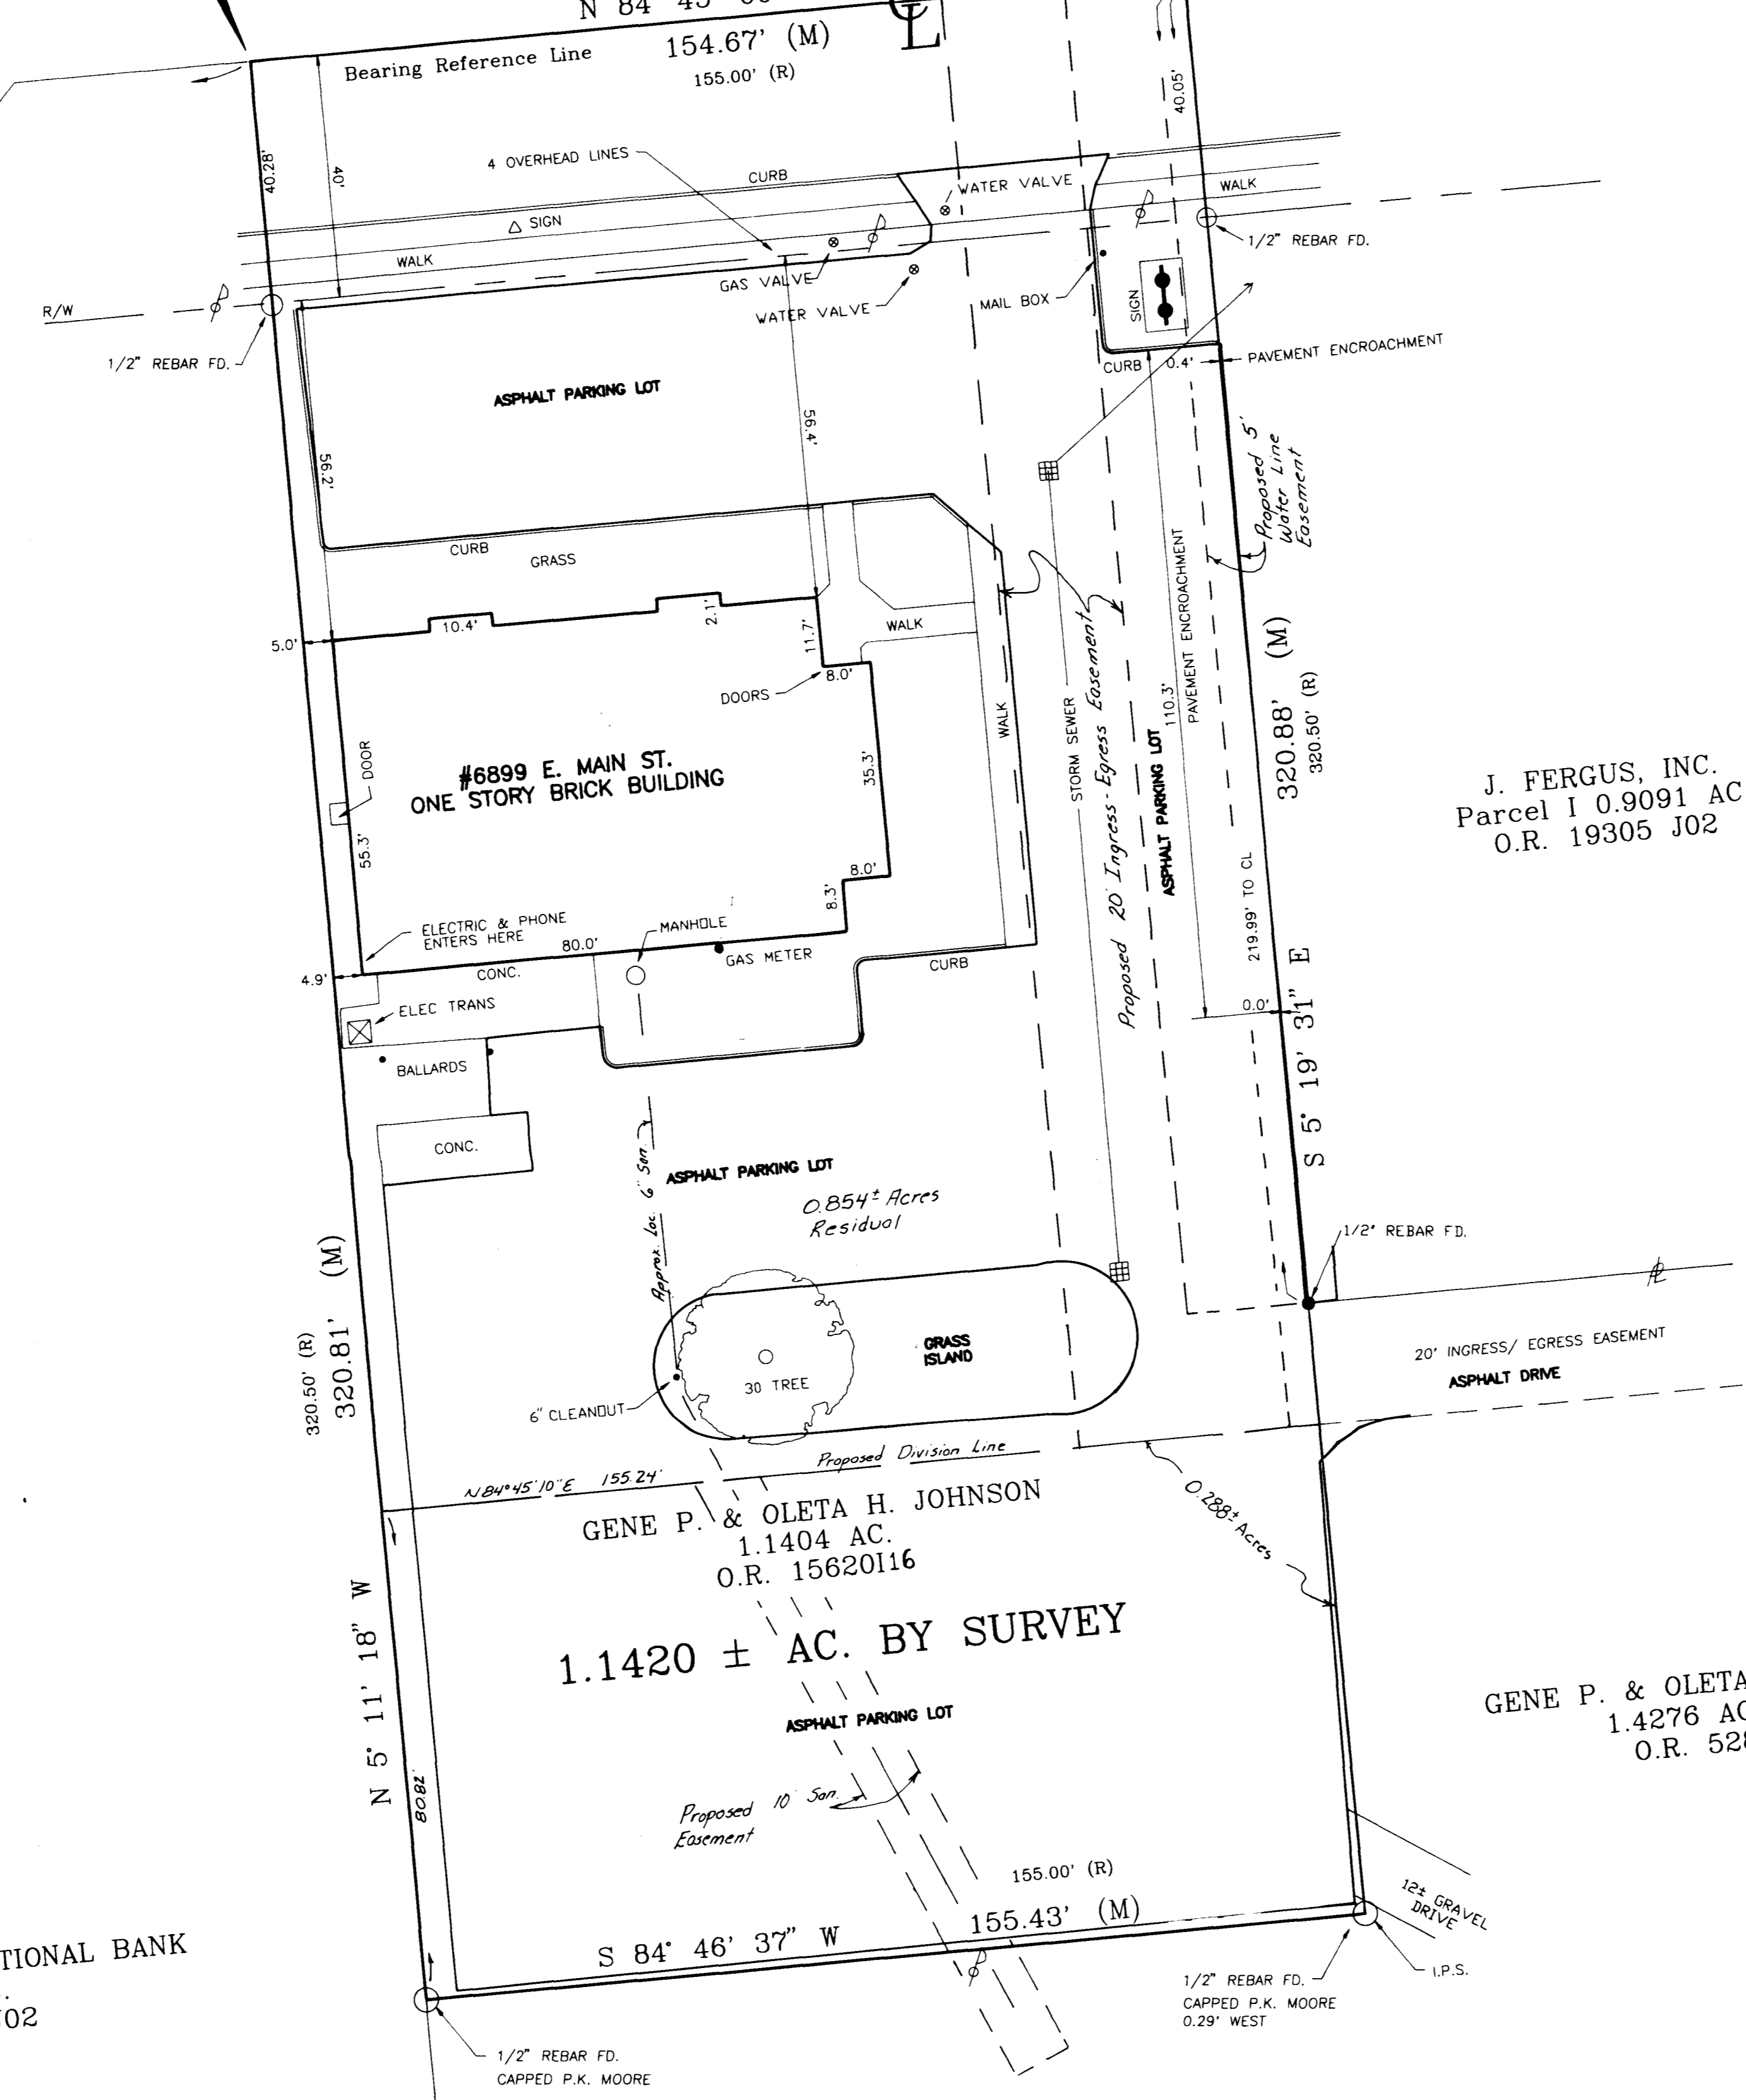 N 84° 45'
154.67' (M)
Bearing Reference Line
155.00' (R)
40.05'
40.28'
40'
4 OVERHEAD LINES
CURB
WATER VALVE
WALK
△ SIGN
1/2" REBAR FD.
WALK
GAS VALVE
MAIL BOX
SIGN
R/W
WATER VALVE
1/2" REBAR FD.
CURB
0.4'
PAVEMENT ENCROACHMENT
ASPHALT PARKING LOT
56.4'
56.2'
Proposed 5'
Water Line
Easement
CURB
GRASS
PAVEMENT ENCROACHMENT
110.3'
10.4'
2.1'
11.7'
WALK
5.0'
8.0'
DOORS
(M)
320.88'
320.50' (R)
WALK
STORM SEWER
Proposed 20' Ingress-Egress Easement
ASPHALT PARKING LOT
DOOR
#6899 E. MAIN ST.
ONE STORY BRICK BUILDING
35.3'
J. FERGUS, INC.
Parcel I 0.9091 AC
O.R. 19305 J02
55.3'
8.0'
8.3'
219.99' TO CL
ELECTRIC & PHONE
ENTERS HERE
MANHOLE
80.0'
GAS METER
CURB
4.9'
CONC.
ELEC TRANS
0.0'
S 5° 19' 31" E
BALLARDS
CONC.
Approx. Loc. 6" San.
ASPHALT PARKING LOT
0.854± Acres
Residual
1/2" REBAR FD.
(M)
320.81'
320.50' (R)
GRASS
ISLAND
30 TREE
6" CLEANOUT
20' INGRESS/ EGRESS EASEMENT
ASPHALT DRIVE
Proposed Division Line
N84°45'10"E 155.24'
0.288± Acres
GENE P. & OLETA H. JOHNSON
1.1404 AC.
O.R. 15620I16
1.1420 ± AC. BY SURVEY
N 5° 11' 18" W
ASPHALT PARKING LOT
GENE P. & OLETA
1.4276 AC
O.R. 528
80.82'
Proposed 10' San.
Easement
155.00' (R)
155.43' (M)
S 84° 46' 37" W
12± GRAVEL
DRIVE
TIONAL BANK
02
1/2" REBAR FD.
CAPPED P.K. MOORE
0.29' WEST
I.P.S.
1/2" REBAR FD.
CAPPED P.K. MOORE